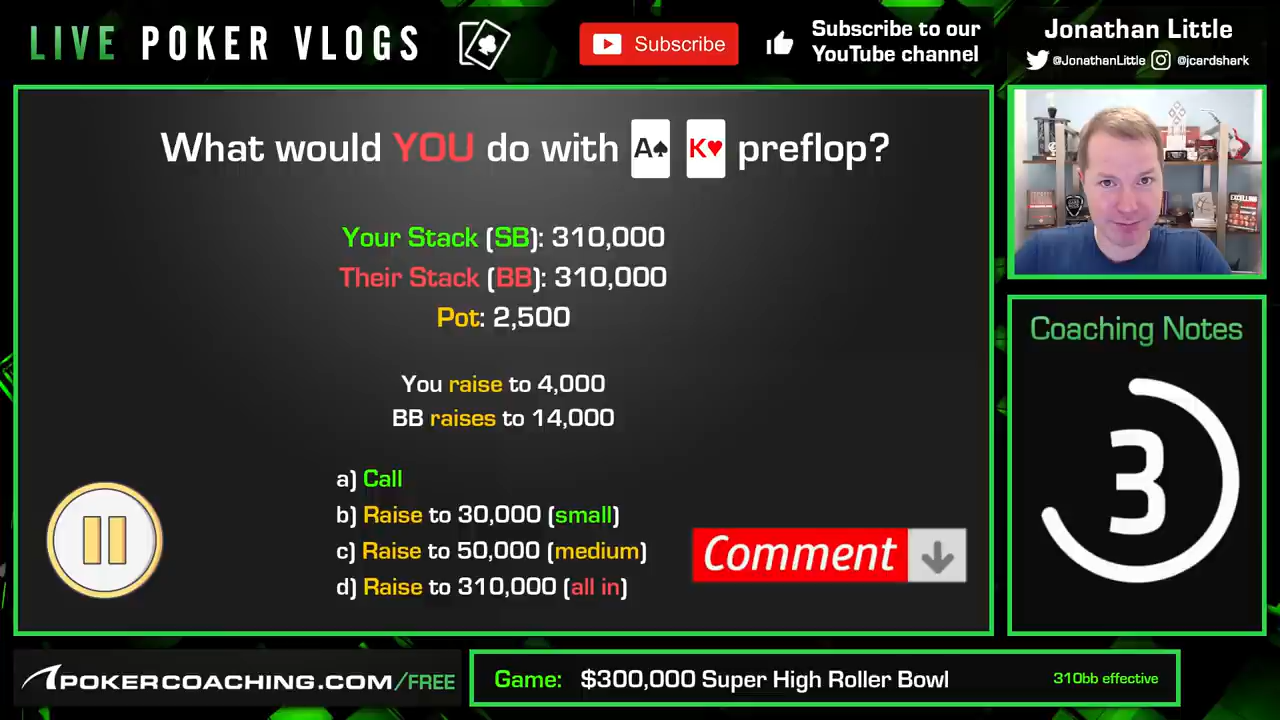 LIVE POKER VLOGS
Subscribe
Subscribe to our
YouTube channel
Jonathan Little
@JonathanLittle @jcardshark
What would YOU do with A♠ K♥ preflop?
Your Stack (SB): 310,000
Their Stack (BB): 310,000
Pot: 2,500
You raise to 4,000
BB raises to 14,000
a) Call
b) Raise to 30,000 (small)
c) Raise to 50,000 (medium)
d) Raise to 310,000 (all in)
Comment
Coaching Notes
3
POKERCOACHING.COM/FREE
Game: $300,000 Super High Roller Bowl
310bb effective